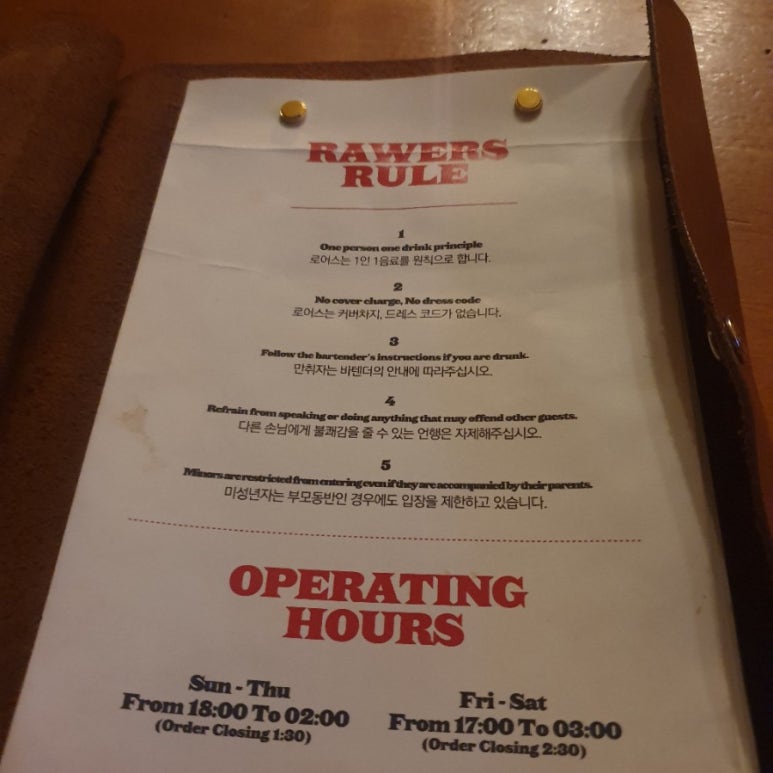 RAWERS
RULE
1
One person one drink principle
로어스는 1인 1음료를 원칙으로 합니다.
2
No cover charge, No dress code
로어스는 커버차지, 드레스 코드가 없습니다.
3
Follow the bartender's instructions if you are drunk.
만취자는 바텐더의 안내에 따라주십시오.
4
Refrain from speaking or doing anything that may offend other guests.
다른 손님에게 불쾌감을 줄 수 있는 언행은 자제해주십시오.
5
Minors are restricted from entering even if they are accompanied by their parents.
미성년자는 부모동반인 경우에도 입장을 제한하고 있습니다.
OPERATING
HOURS
Sun - Thu
From 18:00 To 02:00
(Order Closing 1:30)
Fri - Sat
From 17:00 To 03:00
(Order Closing 2:30)